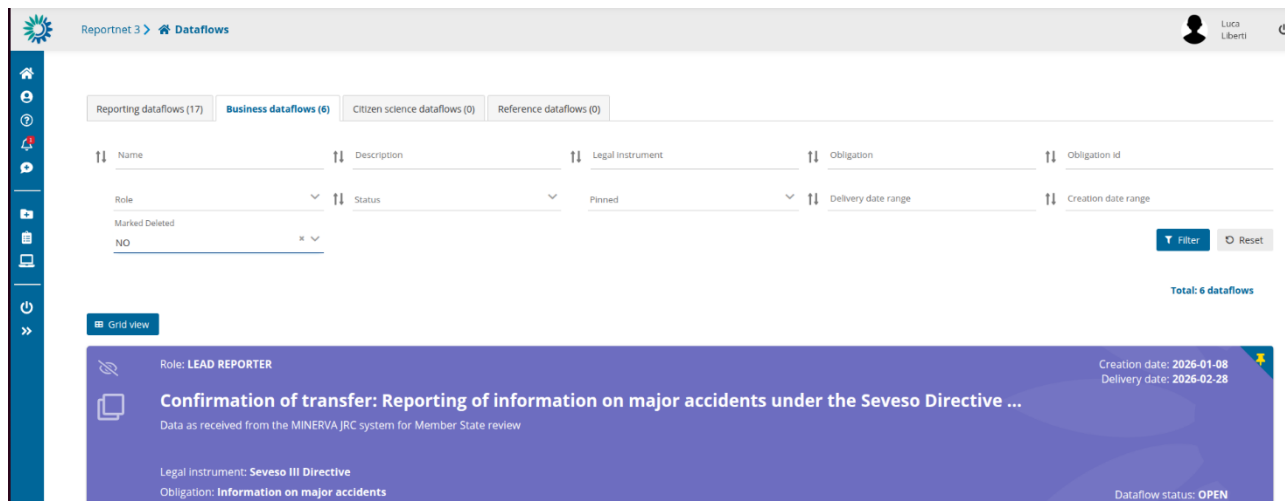 Reportnet 3 Dataflows
Luca
Liberti
Reporting dataflows (17) Business dataflows (6) Citizen science dataflows (0) Reference dataflows (0)
Name Description Legal instrument Obligation Obligation Id
Role Status Pinned Delivery date range Creation date range
Marked Deleted
NO
Filter Reset
Total: 6 dataflows
Grid view
Role: LEAD REPORTER Creation date: 2026-01-08
Delivery date: 2026-02-28
Confirmation of transfer: Reporting of information on major accidents under the Seveso Directive ...
Data as received from the MINERVA JRC system for Member State review
Legal instrument: Seveso III Directive
Obligation: Information on major accidents Dataflow status: OPEN